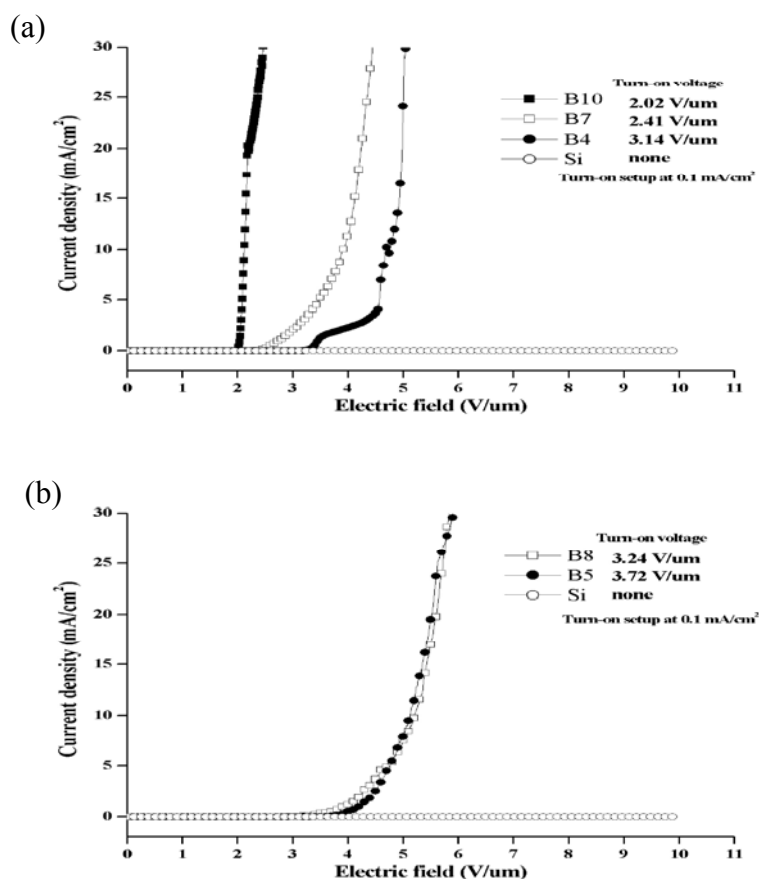 (a)
30
25
20
15
10
5
0
Current density (mA/cm²)
Turn-on voltage
B10 2.02 V/um
B7 2.41 V/um
B4 3.14 V/um
Si none
Turn-on setup at 0.1 mA/cm²
0 1 2 3 4 5 6 7 8 9 10 11
Electric field (V/um)
(b)
30
25
20
15
10
5
0
Current density (mA/cm²)
Turn-on voltage
B8 3.24 V/um
B5 3.72 V/um
Si none
Turn-on setup at 0.1 mA/cm²
0 1 2 3 4 5 6 7 8 9 10 11
Electric field (V/um)